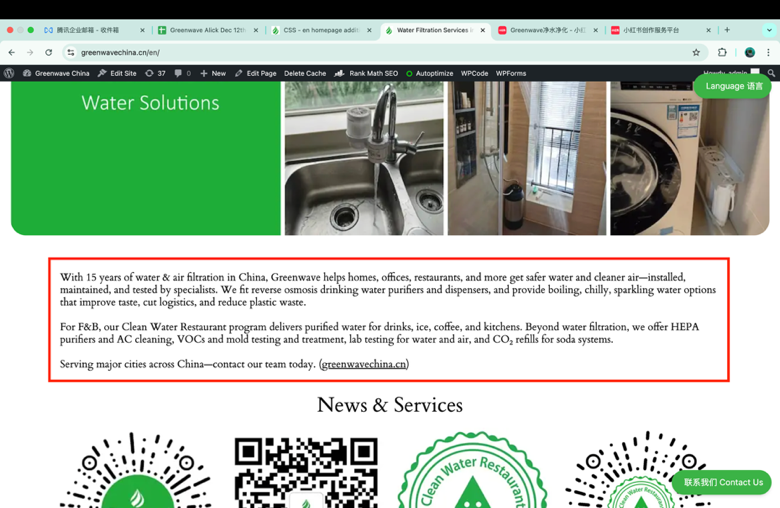 腾讯企业邮箱 - 收件箱
Greenwave Alick Dec 12th
CSS - en homepage addit
Water Filtration Services in
Greenwave净水净化 - 小红
小红书创作服务平台
greenwavechina.cn/en/
Greenwave China
Edit Site
37
0
New
Edit Page
Delete Cache
Rank Math SEO
Autoptimize
WPCode
WPForms
Howdy, admin
Language 语言
Water Solutions
With 15 years of water & air filtration in China, Greenwave helps homes, offices, restaurants, and more get safer water and cleaner air—installed,
maintained, and tested by specialists. We fit reverse osmosis drinking water purifiers and dispensers, and provide boiling, chilly, sparkling water options
that improve taste, cut logistics, and reduce plastic waste.
For F&B, our Clean Water Restaurant program delivers purified water for drinks, ice, coffee, and kitchens. Beyond water filtration, we offer HEPA
purifiers and AC cleaning, VOCs and mold testing and treatment, lab testing for water and air, and CO₂ refills for soda systems.
Serving major cities across China—contact our team today. (greenwavechina.cn)
News & Services
Clean Water Restaurant
联系我们 Contact Us